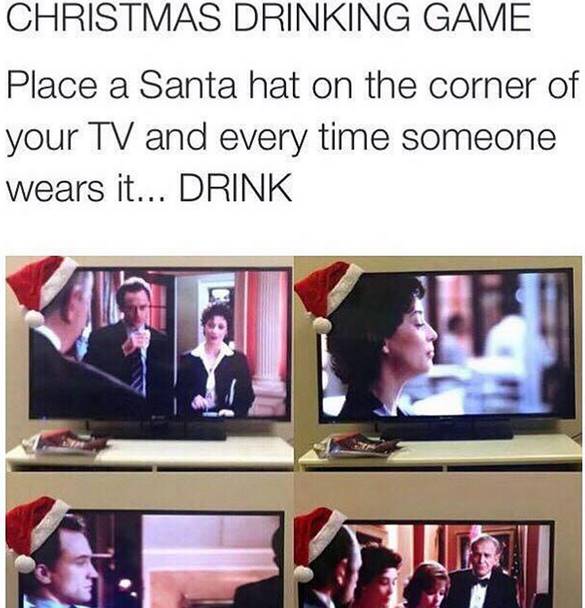 CHRISTMAS DRINKING GAME
Place a Santa hat on the corner of
your TV and every time someone
wears it... DRINK